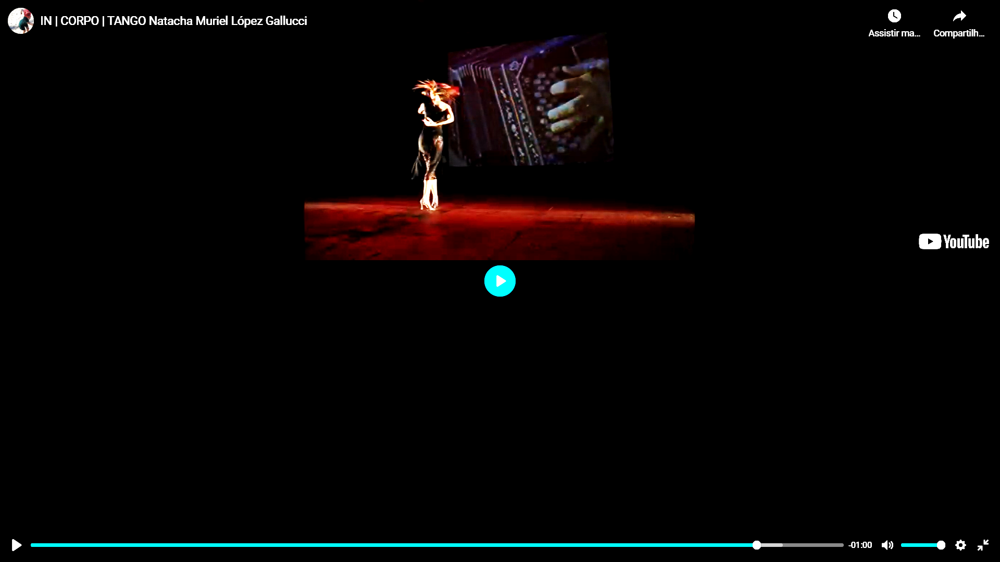 IN | CORPO | TANGO Natacha Muriel López Gallucci
Assistir ma...
Compartilh...
YouTube
-01:00